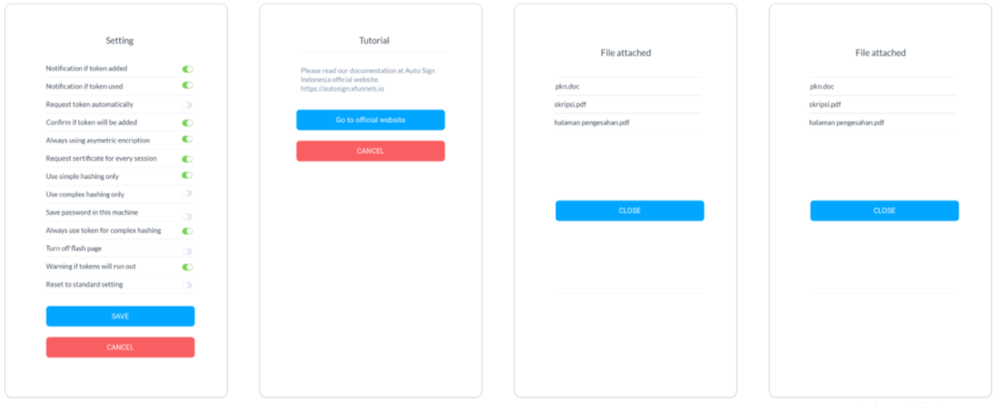 Setting
Notification if token added
Notification if token used
Request token automatically
Confirm if token will be added
Always using asymetric encription
Request sertificate for every session
Use simple hashing only
Use complex hashing only
Save password in this machine
Always use token for complex hashing
Turn off flash page
Warning if tokens will run out
Reset to standard setting
SAVE
CANCEL
Tutorial
Please read our documentation at Auto Sign
Indonesia official website.
https://autosign.xfunnels.io
Go to official website
CANCEL
File attached
pkn.doc
skripsi.pdf
halaman pengesahan.pdf
CLOSE
File attached
pkn.doc
skripsi.pdf
halaman pengesahan.pdf
CLOSE